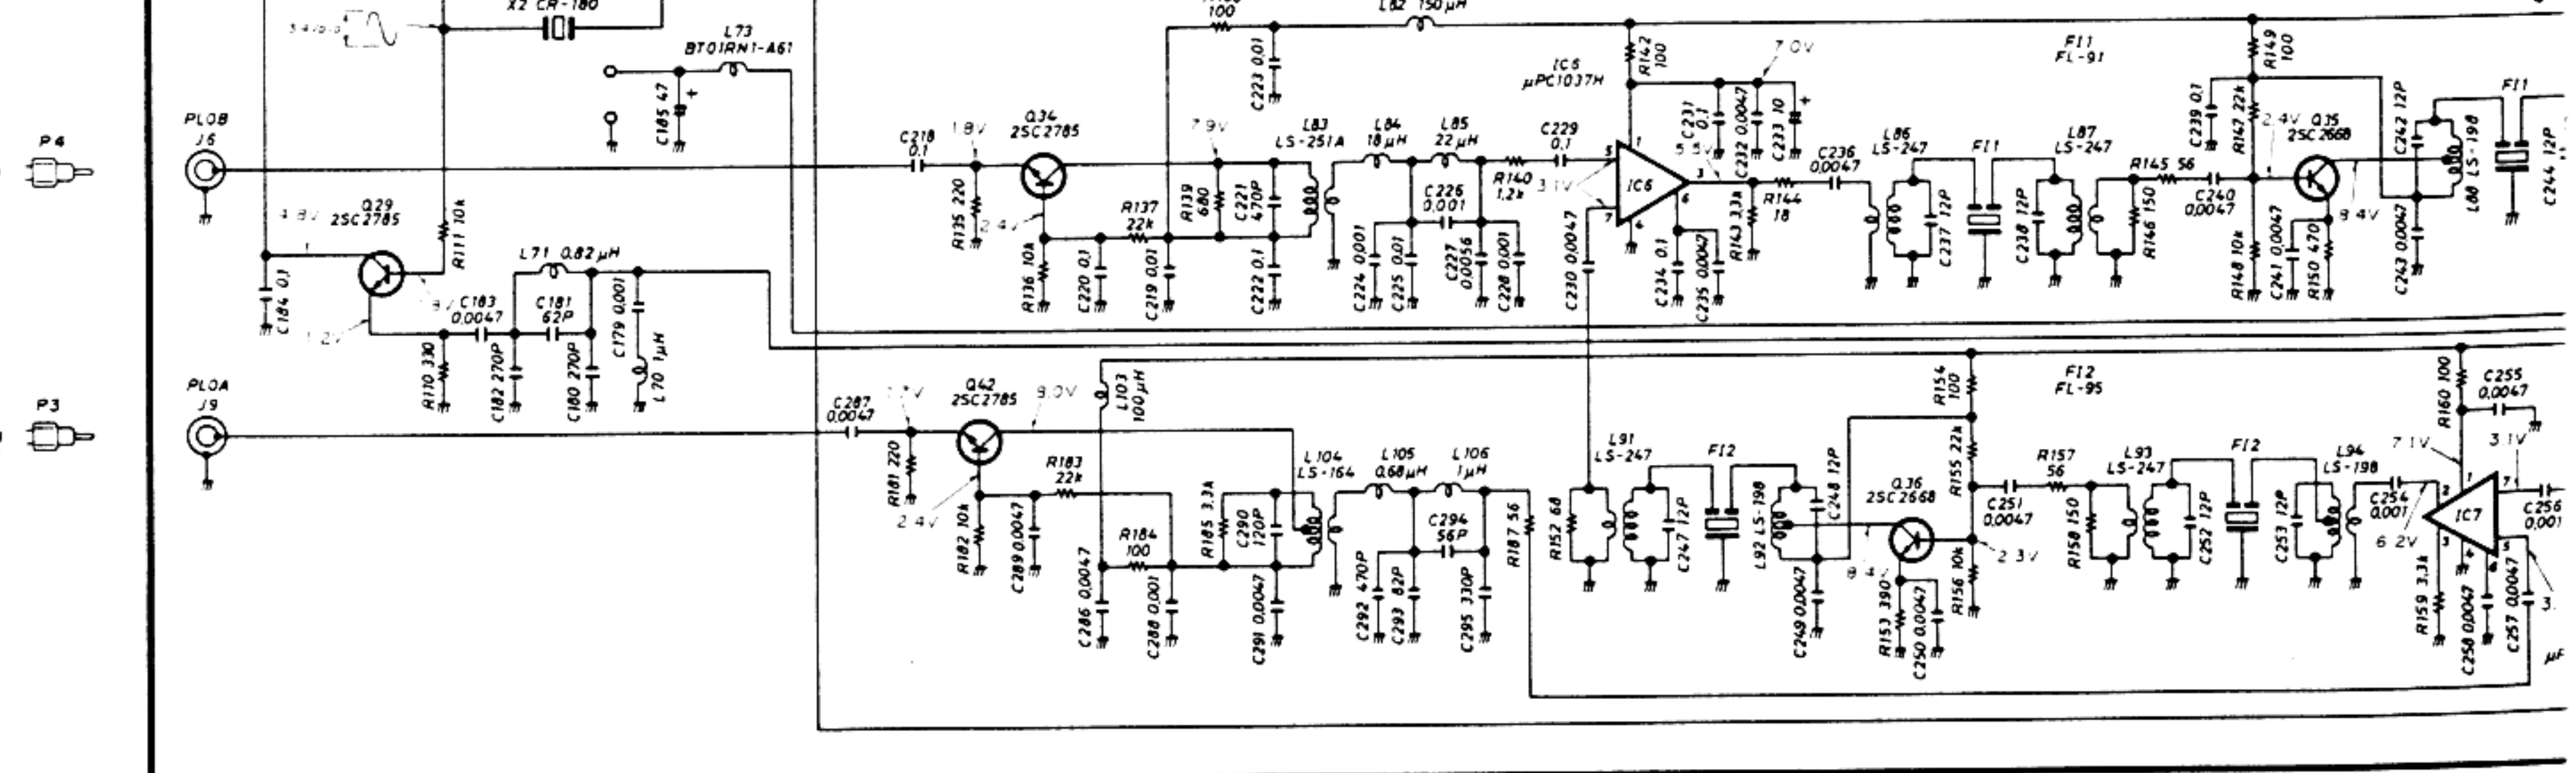 X2 CR-180
100
L82 150μH
L73
BT01RN1-A61
C185 47
+
C223 0.01
R142
100
IC6
μPC1037H
7.0V
FI1
FL-91
R149
100
P4
PLOB
J6
C218
0.1
1.8V
Q34
2SC2785
7.9V
L83
LS-251A
L84
18μH
L85
22μH
C229
0.1
C231
0.1
C232 0.0047
C233 10
+
5.5V
C236
0.0047
L86
LS-247
FI1
L87
LS-247
R145 56
C239 0.1
R147 22k
2.4V
Q35
2SC2668
C242 12P
L88 LS-198
FI1
C244 12P
4.8V
Q29
2SC2785
R111 10k
R135 220
2.4V
R137
22k
R139
680
C221
470P
C226
0.001
R140
1.2k
3.1V
5
7
1
IC6
3
6
4
R144
18
C237 12P
C238 12P
R146 150
C240
0.0047
8.4V
L71 0.82μH
C184 0.1
C183
0.0047
C181
62P
C179 0.001
R136 10k
C220 0.1
C219 0.01
C222 0.1
C224 0.001
C225 0.01
C227
0.0056
C228 0.001
C230 0.0047
C234 0.1
C235 0.0047
R143 3.3k
R148 10k
C241 0.0047
R150 470
C243 0.0047
R110 330
C182 270P
C180 270P
L70 1μH
P3
PLOA
J9
C287
0.0047
Q42
2SC2785
8.0V
L103
100μH
R154
100
FI2
FL-95
R160 100
C255
0.0047
R181 220
2.4V
R183
22k
L104
LS-164
L105
0.68μH
L106
1μH
L91
LS-247
FI2
C248 12P
Q36
2SC2668
R155 22k
C251
0.0047
R157
56
L93
LS-247
FI2
L94
LS-198
7.1V
3.1V
R182 10k
C289 0.0047
R184
100
R185 3.3k
C290
120P
C294
56P
R187 56
R152 68
C247 12P
L92 LS-198
8.4V
2.3V
R158 150
C252 12P
C253 12P
C254
0.001
6.2V
1
2
7
IC7
3
4
6
5
C256
0.001
C286 0.0047
C288 0.001
C291 0.0047
C292 470P
C293 82P
C295 330P
C249 0.0047
R153 390
C250 0.0047
R156 10k
R159 3.3k
C258 0.0047
C257 0.0047
3.